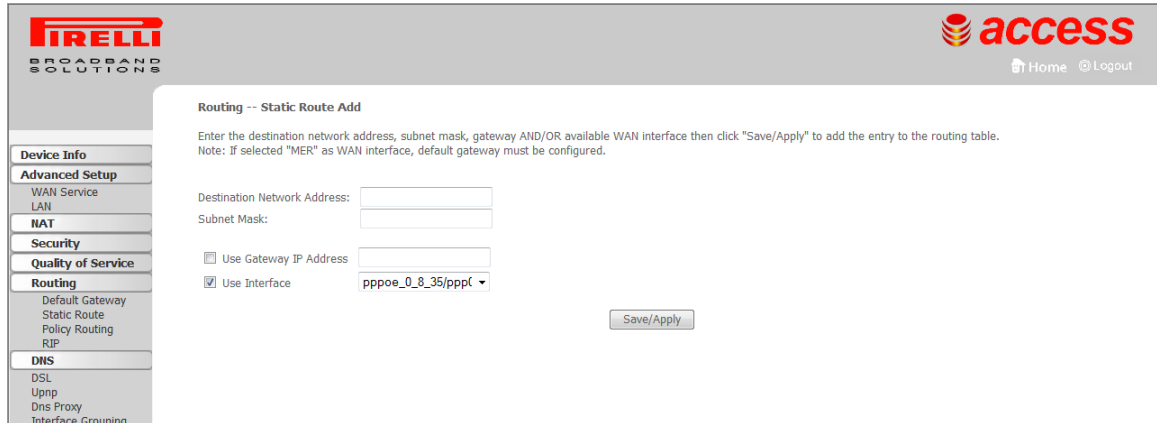 PIRELLI
BROADBAND
SOLUTIONS
access
Home Logout
Routing -- Static Route Add
Enter the destination network address, subnet mask, gateway AND/OR available WAN interface then click "Save/Apply" to add the entry to the routing table.
Note: If selected "MER" as WAN interface, default gateway must be configured.
Device Info
Advanced Setup
WAN Service
LAN
NAT
Security
Quality of Service
Routing
Default Gateway
Static Route
Policy Routing
RIP
DNS
DSL
Upnp
Dns Proxy
Interface Grouping
Destination Network Address:
Subnet Mask:
Use Gateway IP Address
Use Interface pppoe_0_8_35/ppp(
Save/Apply